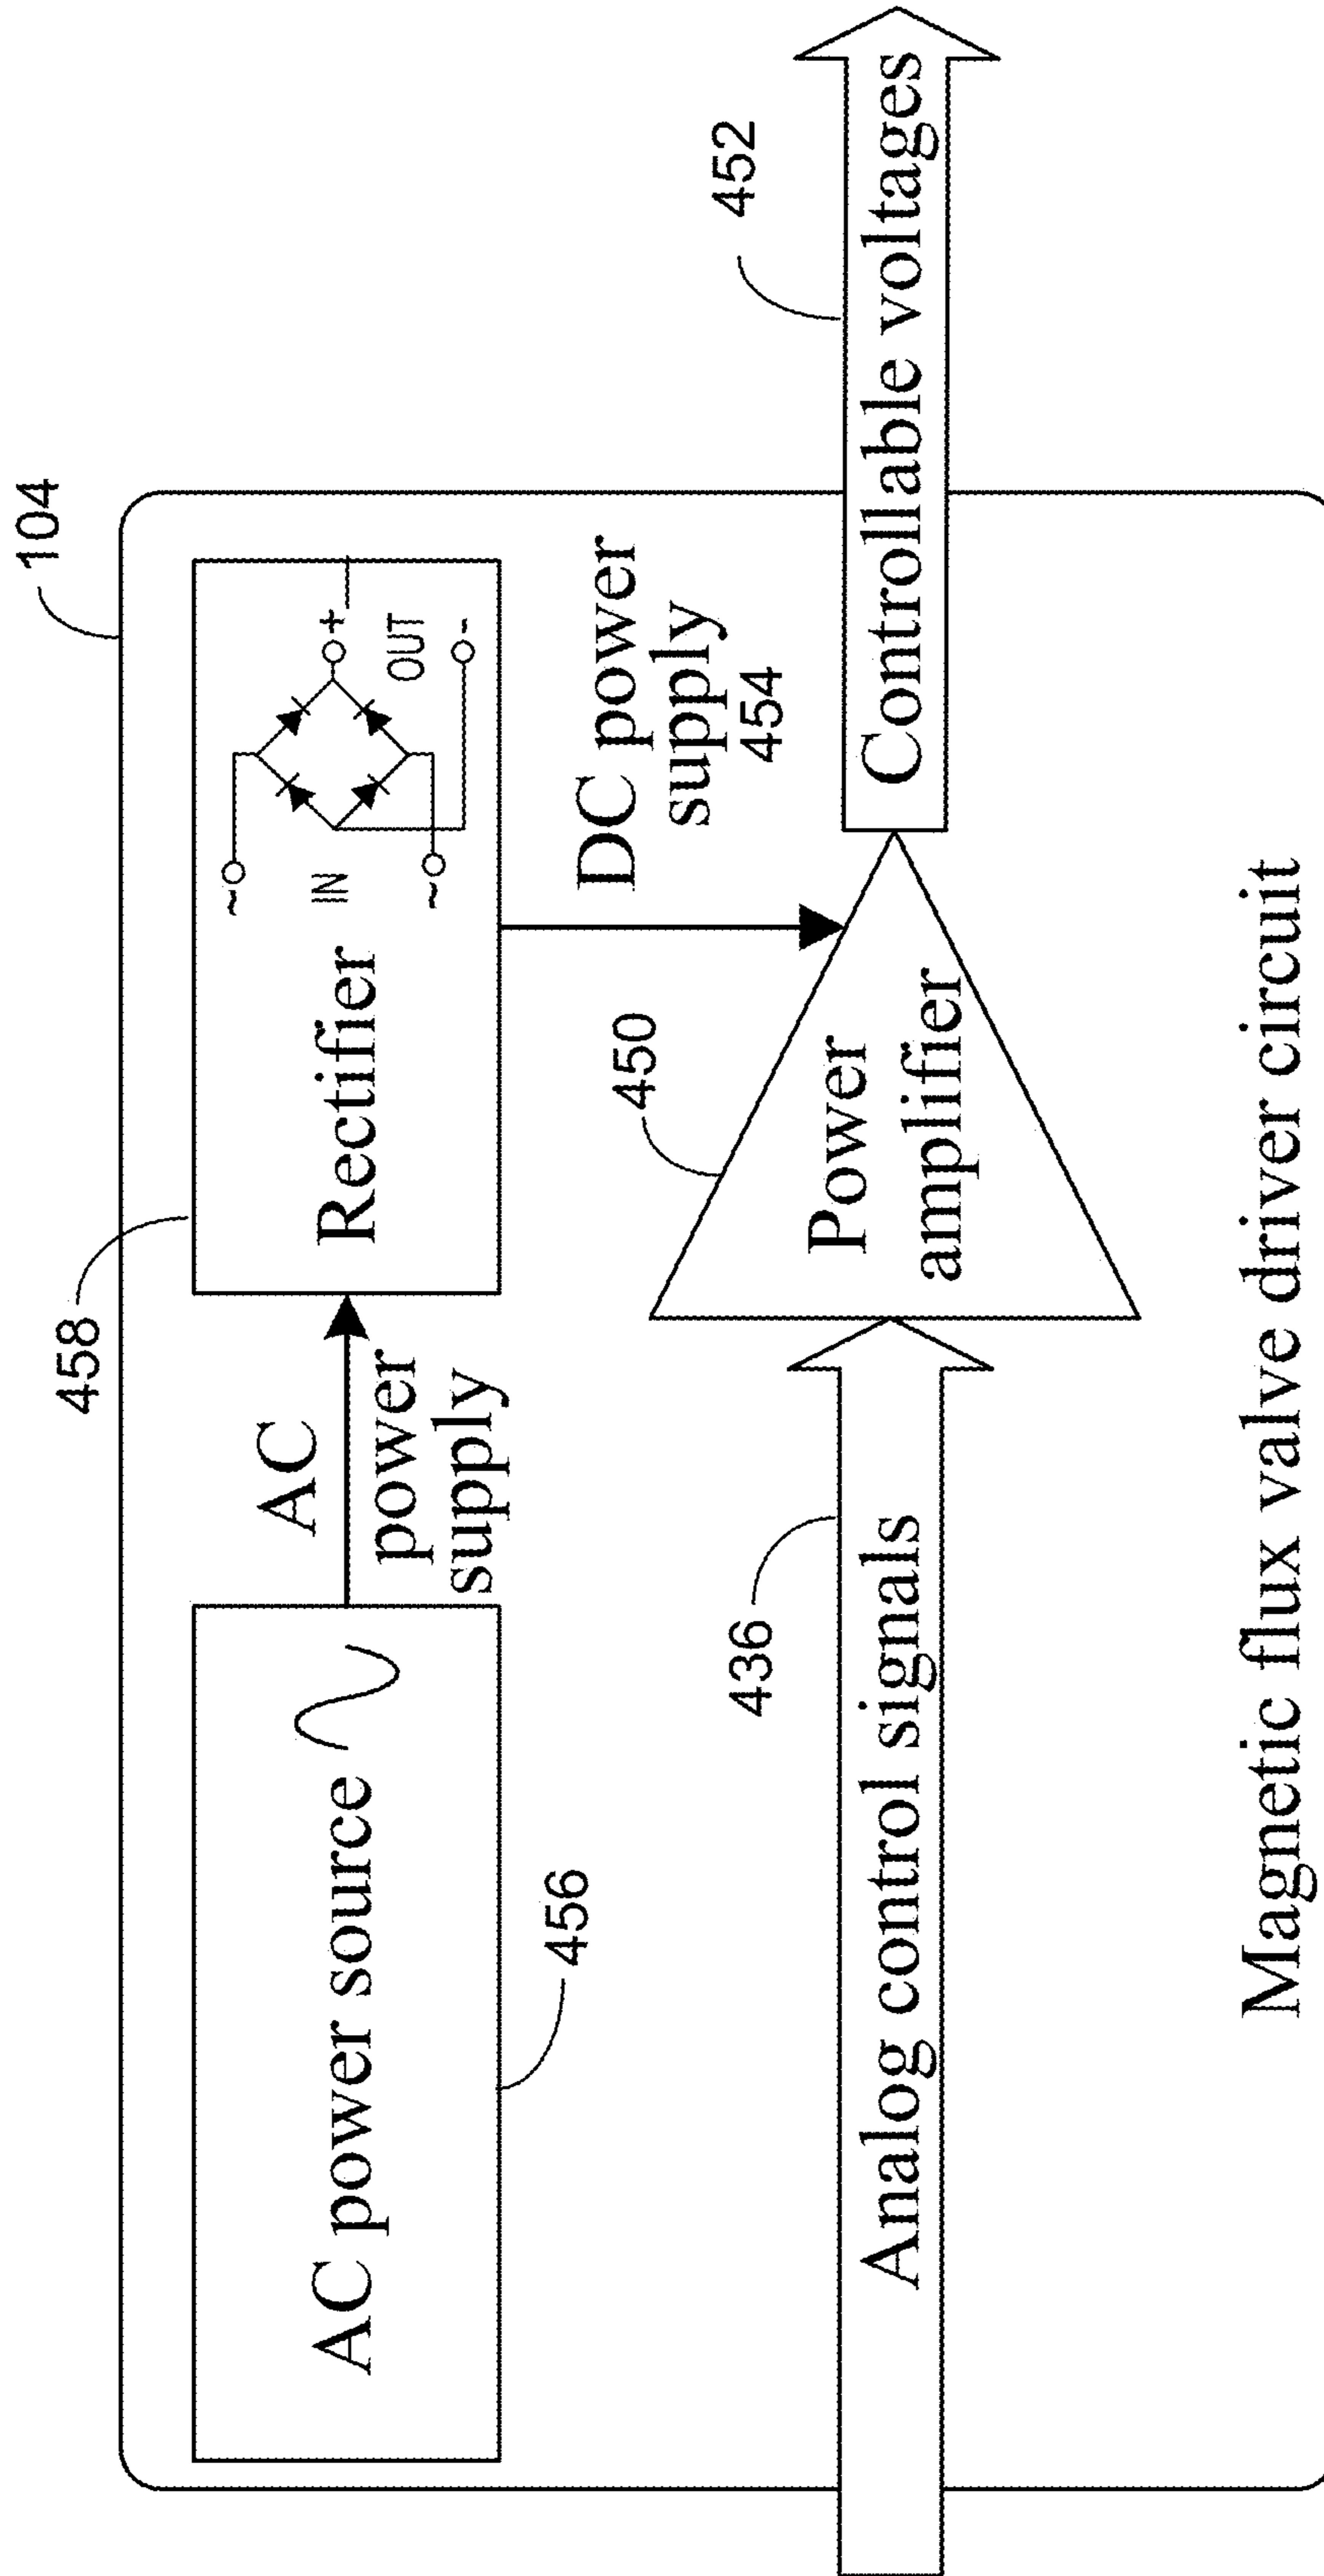 104
458
AC power source
AC
power
supply
Rectifier
~
~
IN
+
OUT
-
456
DC power
supply
454
450
436
452
Analog control signals
Power
amplifier
Controllable voltages
Magnetic flux valve driver circuit